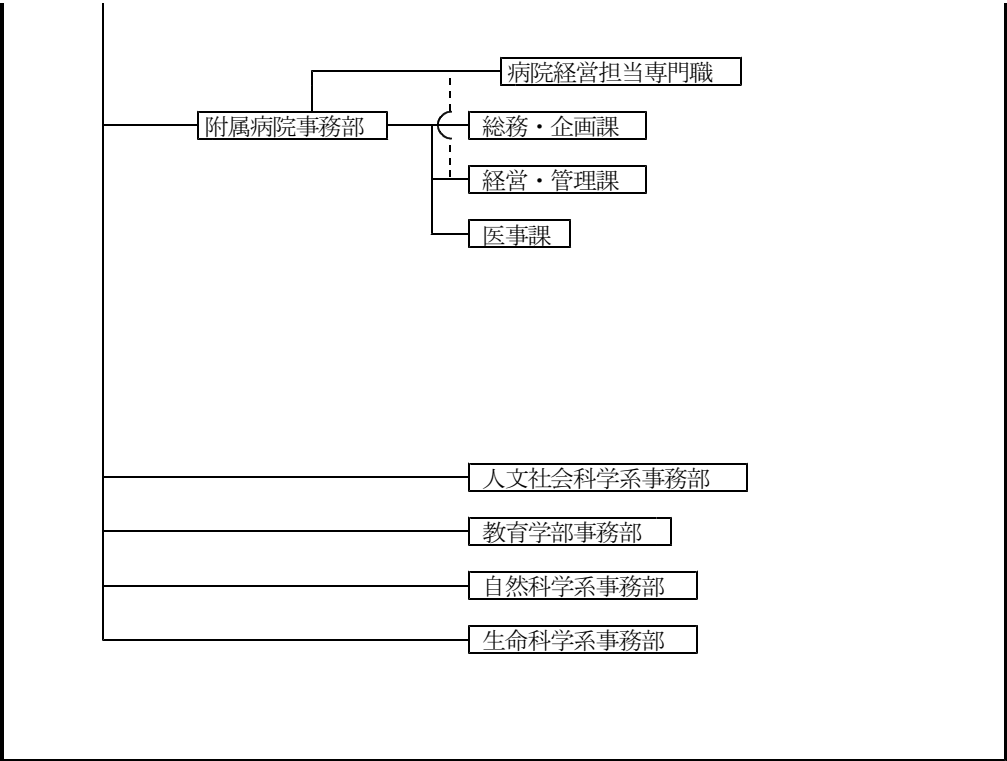 病院経営担当専門職
附属病院事務部
総務・企画課
経営・管理課
医事課
人文社会科学系事務部
教育学部事務部
自然科学系事務部
生命科学系事務部